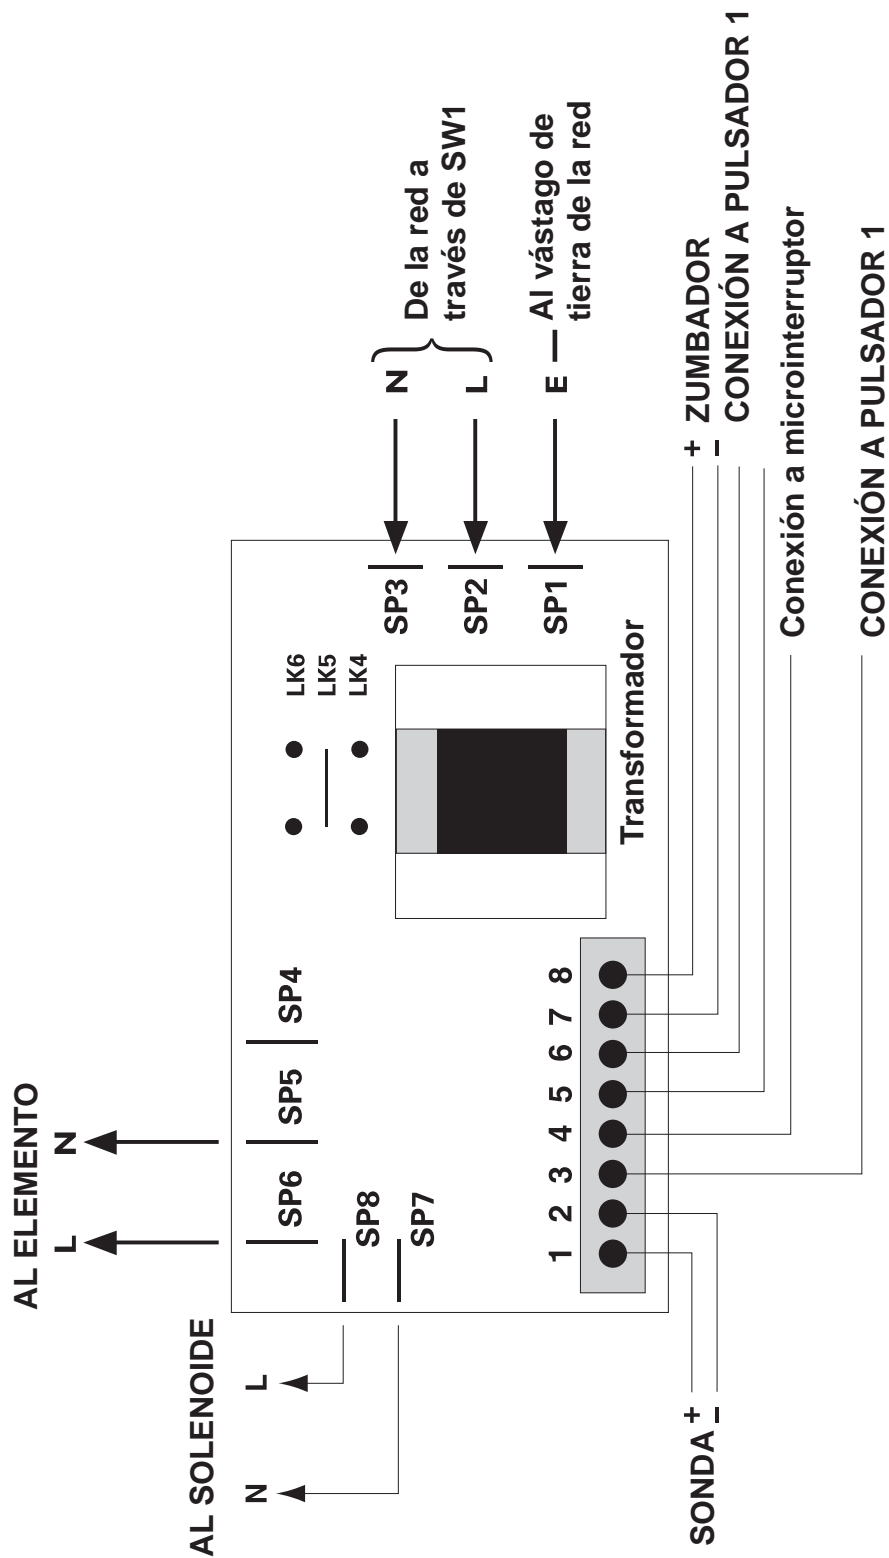 AL ELEMENTO
L N
AL SOLENOIDE
N L
SP6 SP5 SP4
LK6
LK5
LK4
SP8
SP7
SP3 N
SP2 L
De la red a
través de SW1
SP1 E
Al vástago de
tierra de la red
1 2 3 4 5 6 7 8
Transformador
SONDA +
–
+ ZUMBADOR
–
CONEXIÓN A PULSADOR 1
Conexión a microinterruptor
CONEXIÓN A PULSADOR 1